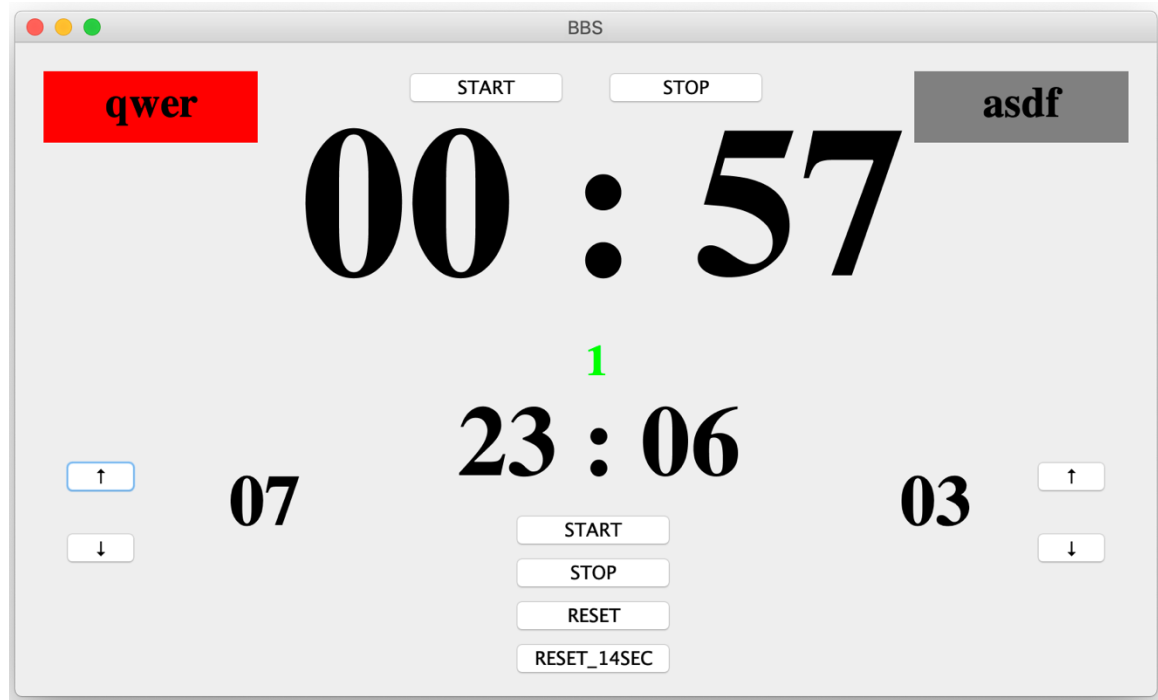 BBS
qwer
START
STOP
asdf
00 : 57
1
23 : 06
↑
07
03
↑
↓
START
↓
STOP
RESET
RESET_14SEC